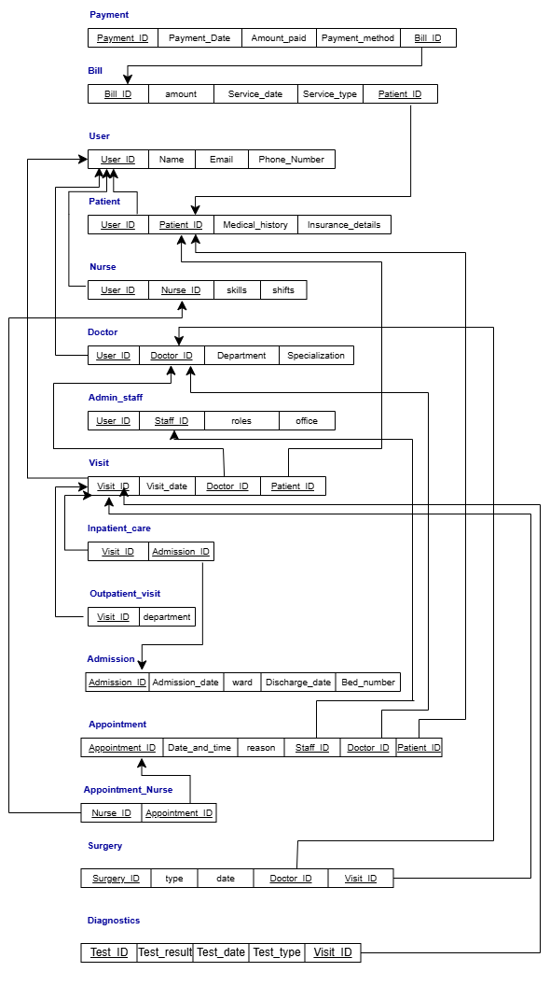 Payment
Payment_ID Payment_Date Amount_paid Payment_method Bill_ID
Bill
Bill_ID amount Service_date Service_type Patient_ID
User
User_ID Name Email Phone_Number
Patient
User_ID Patient_ID Medical_history Insurance_details
Nurse
User_ID Nurse_ID skills shifts
Doctor
User_ID Doctor_ID Department Specialization
Admin_staff
User_ID Staff_ID roles office
Visit
Visit_ID Visit_date Doctor_ID Patient_ID
Inpatient_care
Visit_ID Admission_ID
Outpatient_visit
Visit_ID department
Admission
Admission_ID Admission_date ward Discharge_date Bed_number
Appointment
Appointment_ID Date_and_time reason Staff_ID Doctor_ID Patient_ID
Appointment_Nurse
Nurse_ID Appointment_ID
Surgery
Surgery_ID type date Doctor_ID Visit_ID
Diagnostics
Test_ID Test_result Test_date Test_type Visit_ID